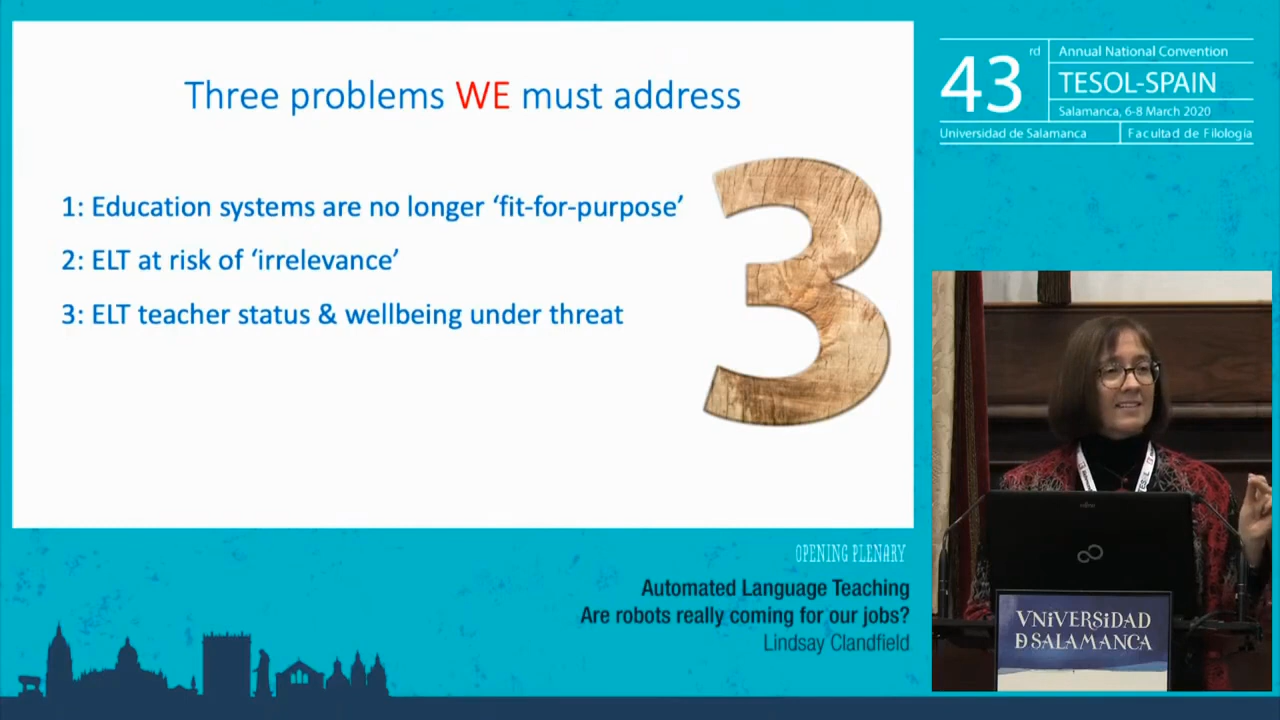 Three problems WE must address
1: Education systems are no longer ‘fit-for-purpose’
2: ELT at risk of ‘irrelevance’
3: ELT teacher status & wellbeing under threat
3
43rd
Annual National Convention
TESOL-SPAIN
Salamanca, 6-8 March 2020
Universidad de Salamanca
Facultad de Filología
OPENING PLENARY
Automated Language Teaching
Are robots really coming for our jobs?
Lindsay Clandfield
VNiVERSiDAD
Ð SALAMANCA